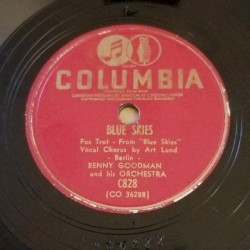 COLUMBIA
BLUE SKIES
Fox Trot - From "Blue Skies"
Vocal Chorus by Art Lund
- Berlin -
BENNY GOODMAN
and his ORCHESTRA
C828
(CO 36288)